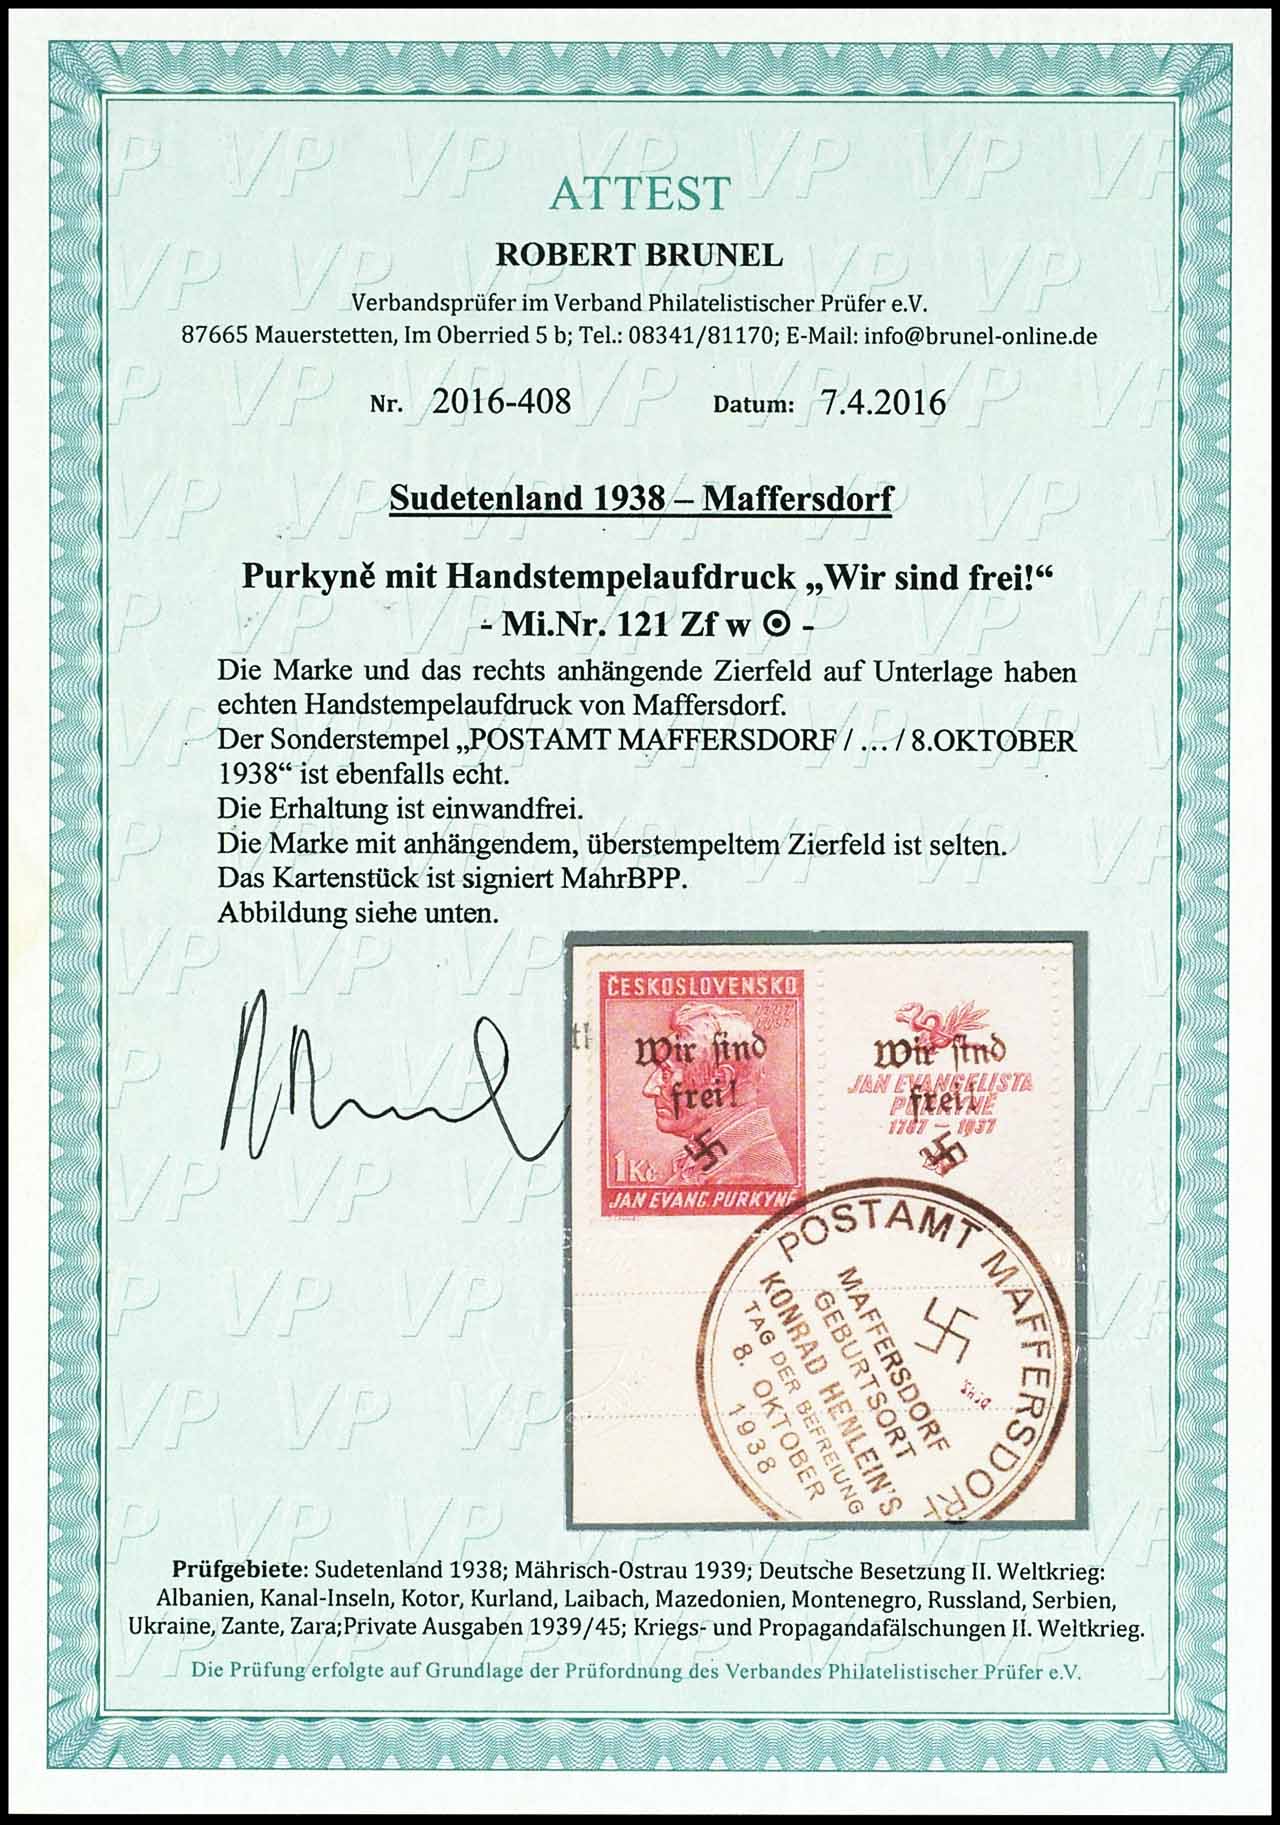 ATTEST
ROBERT BRUNEL
Verbandsprüfer im Verband Philatelistischer Prüfer e.V.
87665 Mauerstetten, Im Oberried 5 b; Tel.: 08341/81170; E-Mail: info@brunel-online.de
Nr. 2016-408 Datum: 7.4.2016
Sudetenland 1938 – Maffersdorf
Purkyně mit Handstempelaufdruck „Wir sind frei!“
- Mi.Nr. 121 Zf w ⊙ -
Die Marke und das rechts anhängende Zierfeld auf Unterlage haben
echten Handstempelaufdruck von Maffersdorf.
Der Sonderstempel „POSTAMT MAFFERSDORF / … / 8.OKTOBER
1938“ ist ebenfalls echt.
Die Erhaltung ist einwandfrei.
Die Marke mit anhängendem, überstempeltem Zierfeld ist selten.
Das Kartenstück ist signiert MahrBPP.
Abbildung siehe unten.
ČESKOSLOVENSKO
1787
1937
Wir sind
frei!
1Kč
JAN EVANG PURKYNĚ
Wir sind
frei!
JAN EVANGELISTA
PURKYNĚ
1787 – 1937
POSTAMT MAFFERSDORF
MAFFERSDORF
GEBURTSORT
KONRAD HENLEIN'S
TAG DER BEFREIUNG
8. OKTOBER
1938
Prüfgebiete: Sudetenland 1938; Mährisch-Ostrau 1939; Deutsche Besetzung II. Weltkrieg:
Albanien, Kanal-Inseln, Kotor, Kurland, Laibach, Mazedonien, Montenegro, Russland, Serbien,
Ukraine, Zante, Zara;Private Ausgaben 1939/45; Kriegs- und Propagandafälschungen II. Weltkrieg.
Die Prüfung erfolgte auf Grundlage der Prüfordnung des Verbandes Philatelistischer Prüfer e.V.